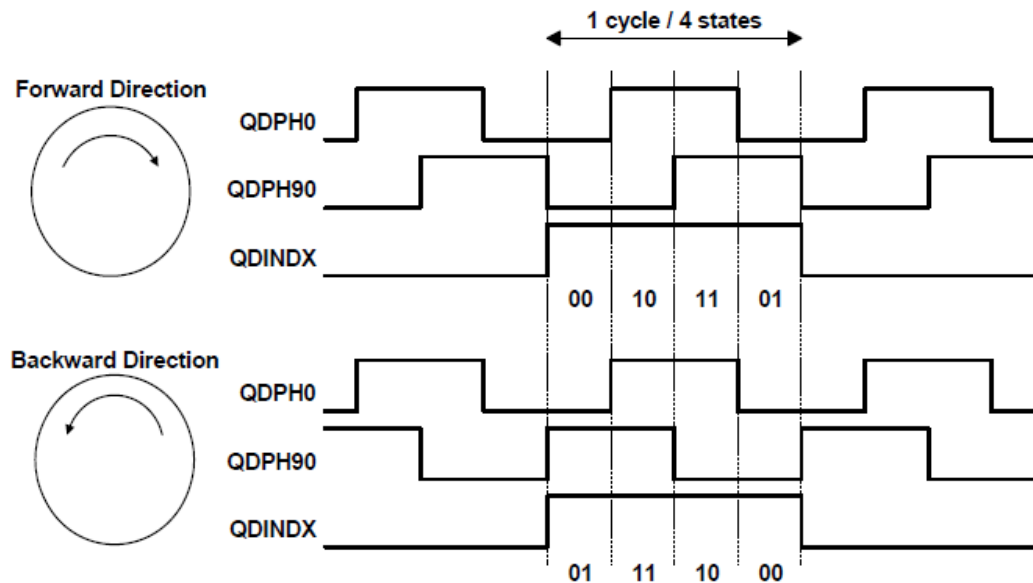 1 cycle / 4 states
Forward Direction
QDPH0
QDPH90
QDINDX
00 10 11 01
Backward Direction
QDPH0
QDPH90
QDINDX
01 11 10 00